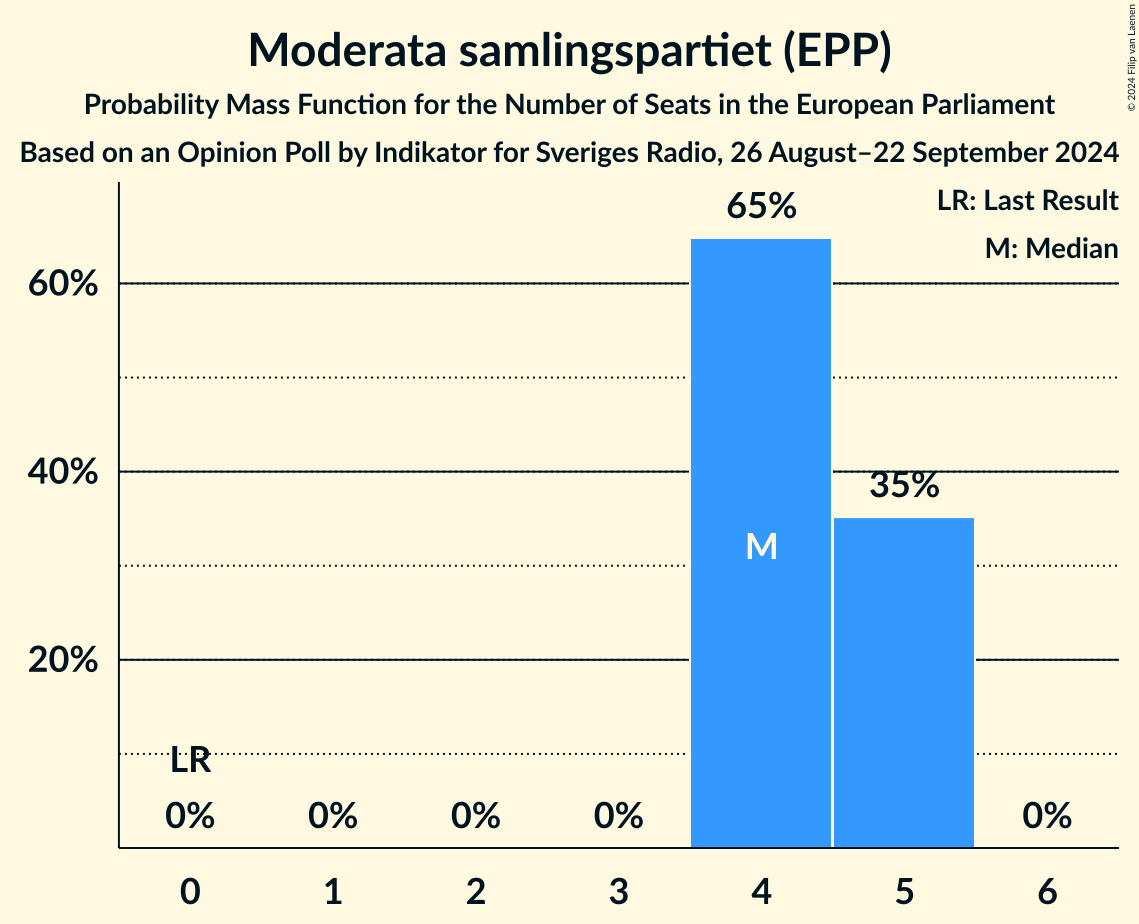 Moderata samlingspartiet (EPP)
Probability Mass Function for the Number of Seats in the European Parliament
Based on an Opinion Poll by Indikator for Sveriges Radio, 26 August–22 September 2024
© 2024 Filip van Laenen
LR: Last Result
M: Median
65%
60%
40%
35%
M
20%
LR
0% 0% 0% 0% 0%
0 1 2 3 4 5 6